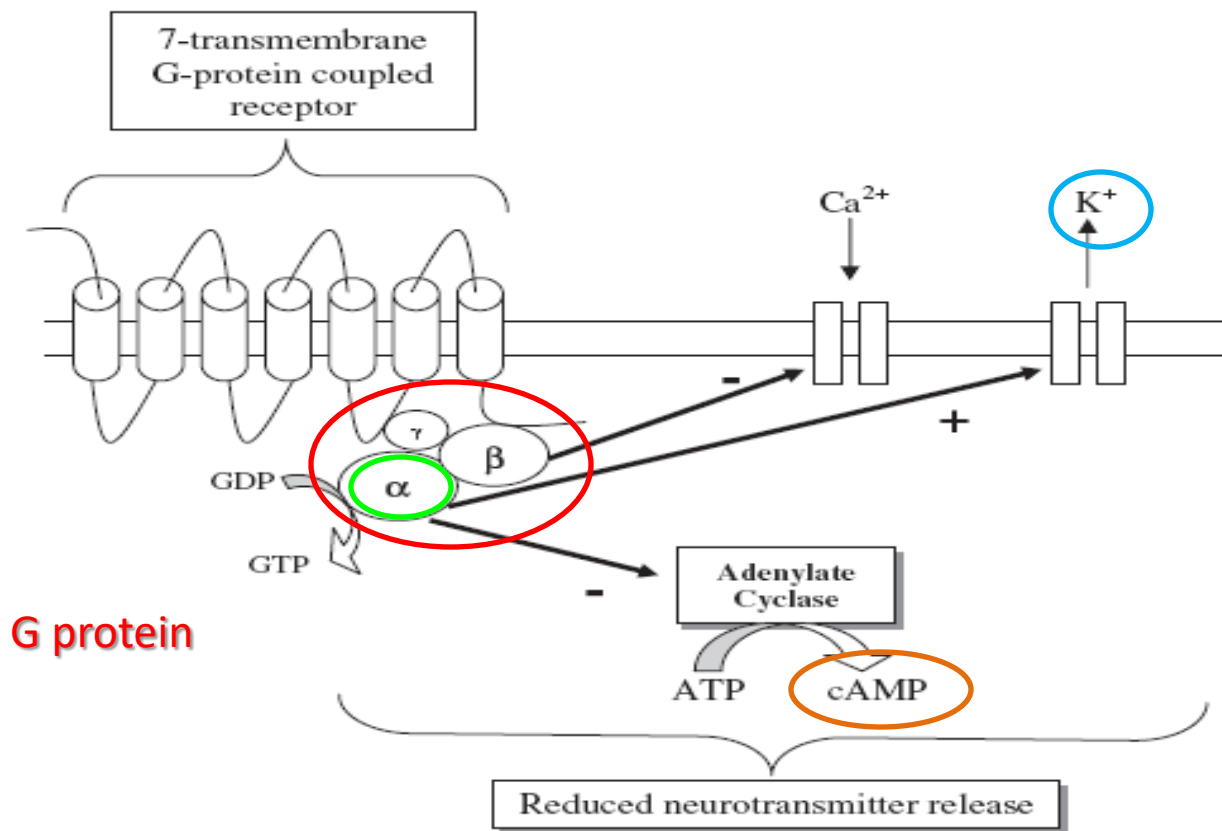 7-transmembrane
G-protein coupled
receptor
Ca²⁺
K⁺
-
+
γ
β
α
GDP
GTP
-
Adenylate
Cyclase
G protein
ATP
cAMP
Reduced neurotransmitter release